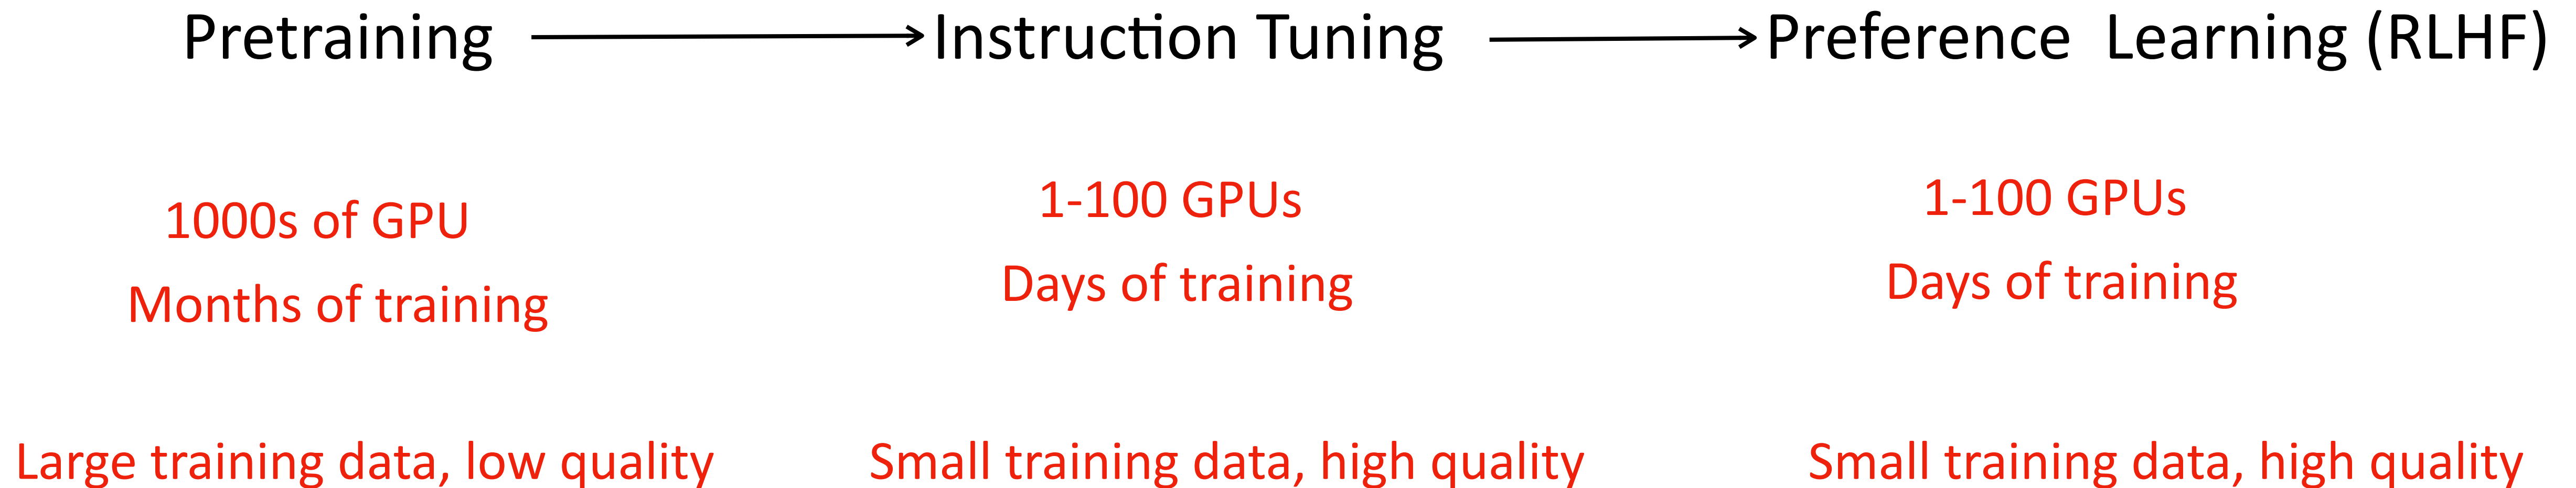 Pretraining → Instruction Tuning → Preference Learning (RLHF)
1000s of GPU
Months of training
Large training data, low quality
1-100 GPUs
Days of training
Small training data, high quality
1-100 GPUs
Days of training
Small training data, high quality